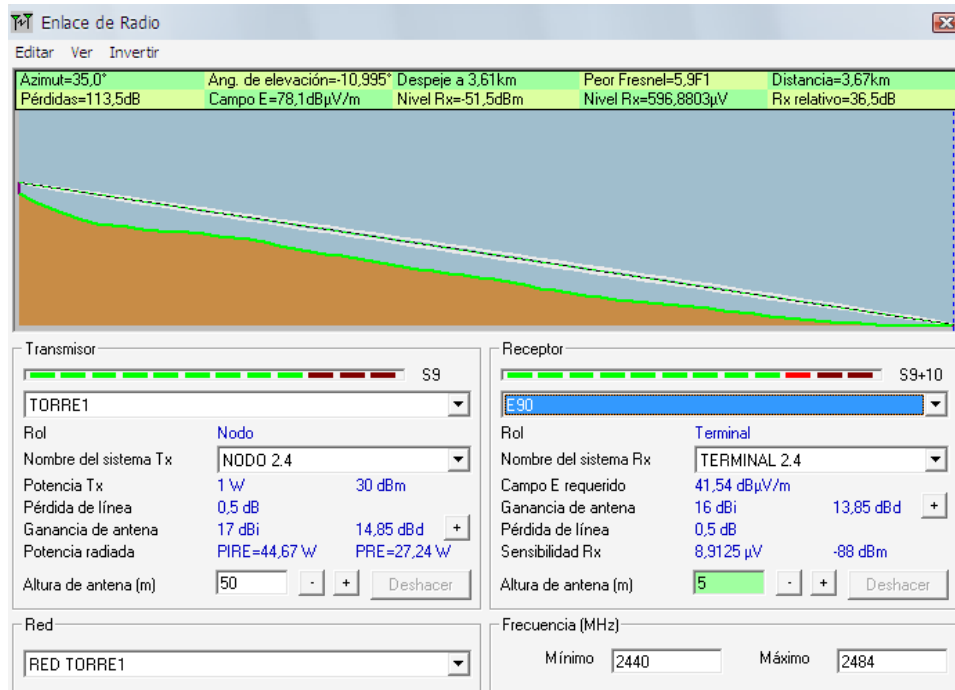 Enlace de Radio
Editar Ver Invertir
Azimut=35,0° Ang. de elevación=-10,995° Despeje a 3,61km Peor Fresnel=5,9F1 Distancia=3,67km
Pérdidas=113,5dB Campo E=78,1dBµV/m Nivel Rx=-51,5dBm Nivel Rx=596,8803µV Rx relativo=36,5dB
Transmisor
S9
TORRE1
Rol Nodo
Nombre del sistema Tx NODO 2.4
Potencia Tx 1 W 30 dBm
Pérdida de línea 0,5 dB
Ganancia de antena 17 dBi 14,85 dBd +
Potencia radiada PIRE=44,67 W PRE=27,24 W
Altura de antena (m) 50 - + Deshacer
Red
RED TORRE1
Receptor
S9+10
E90
Rol Terminal
Nombre del sistema Rx TERMINAL 2.4
Campo E requerido 41,54 dBµV/m
Ganancia de antena 16 dBi 13,85 dBd +
Pérdida de línea 0,5 dB
Sensibilidad Rx 8,9125 µV -88 dBm
Altura de antena (m) 5 - + Deshacer
Frecuencia (MHz)
Mínimo 2440 Máximo 2484